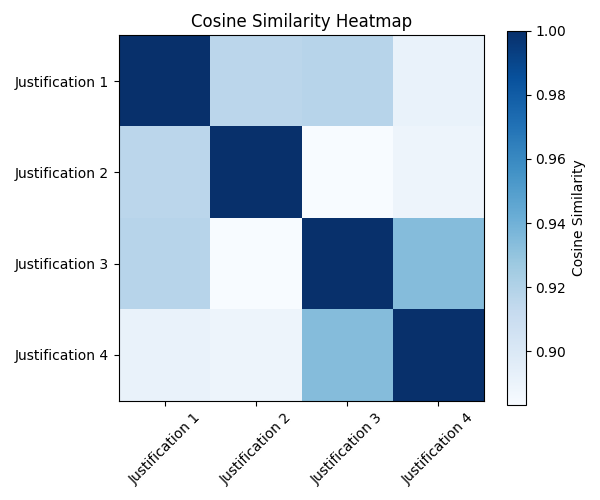 Cosine Similarity Heatmap
Justification 1
Justification 2
Justification 3
Justification 4
Justification 1
Justification 2
Justification 3
Justification 4
1.00
0.98
0.96
0.94
0.92
0.90
Cosine Similarity